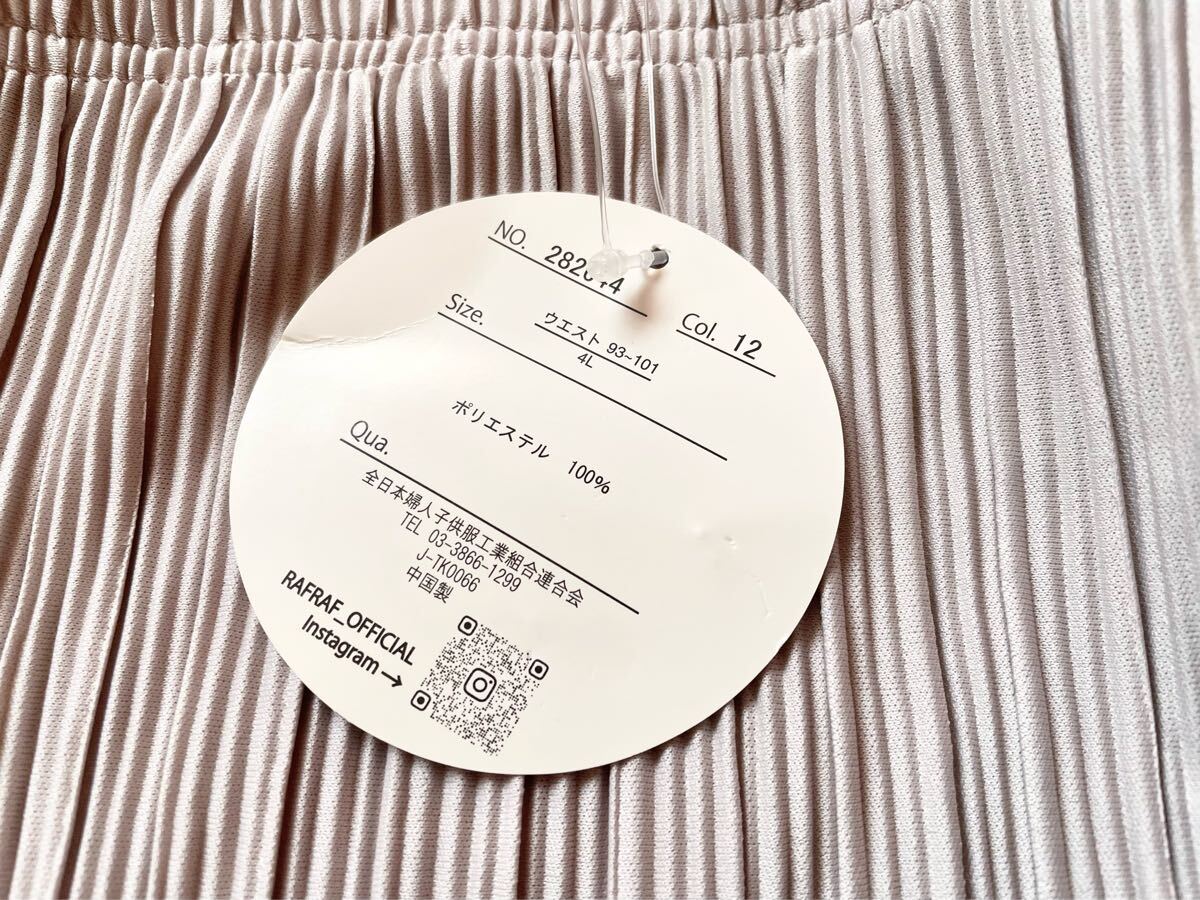 NO.
Col. 12
Size. ウエスト 93~101
4L
ポリエステル 100%
Qua.
全日本婦人子供服工業組合連合会
TEL 03-3866-1299
J-TK0066
中国製
RAFRAF_OFFICIAL
Instagram→